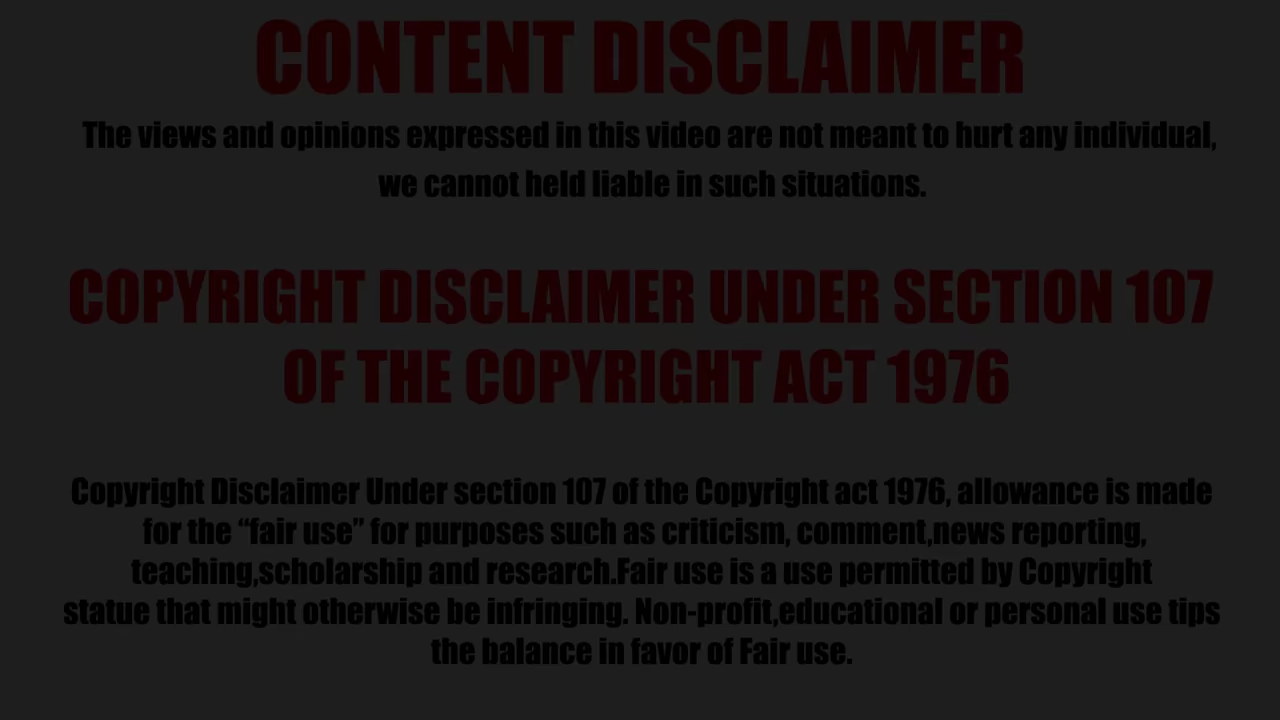 CONTENT DISCLAIMER
The views and opinions expressed in this video are not meant to hurt any individual,
we cannot held liable in such situations.
COPYRIGHT DISCLAIMER UNDER SECTION 107
OF THE COPYRIGHT ACT 1976
Copyright Disclaimer Under section 107 of the Copyright act 1976, allowance is made
for the “fair use” for purposes such as criticism, comment,news reporting,
teaching,scholarship and research.Fair use is a use permitted by Copyright
statue that might otherwise be infringing. Non-profit,educational or personal use tips
the balance in favor of Fair use.